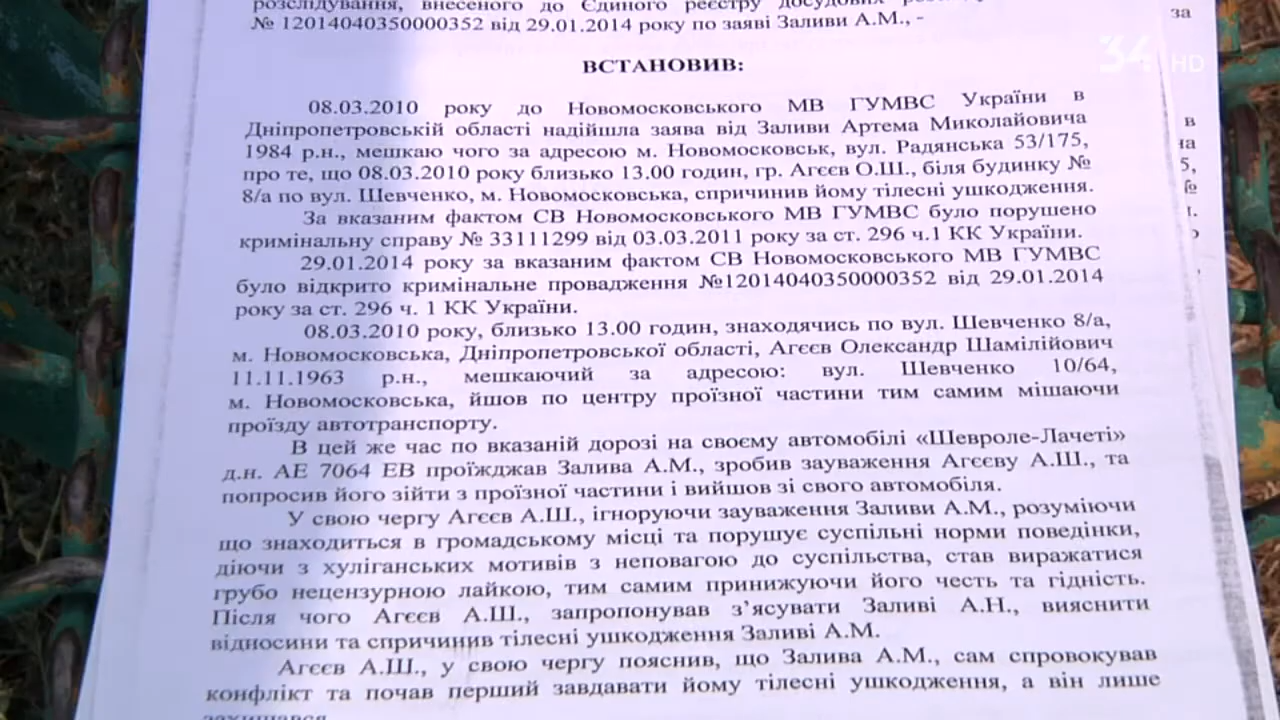 розслідування, внесеного до Єдиного реєстру досудових
№ 12014040350000352 від 29.01.2014 року по заяві Заливи А.М., -
ВСТАНОВИВ:
08.03.2010 року до Новомосковського МВ ГУМВС України в
Дніпропетровській області надійшла заява від Заливи Артема Миколайовича
1984 р.н., мешкаю чого за адресою м. Новомосковськ, вул. Радянська 53/175,
про те, що 08.03.2010 року близько 13.00 годин, гр. Агєєв О.Ш., біля будинку №
8/а по вул. Шевченко, м. Новомосковська, спричинив йому тілесні ушкодження.
За вказаним фактом СВ Новомосковського МВ ГУМВС було порушено
кримінальну справу № 33111299 від 03.03.2011 року за ст. 296 ч.1 КК України.
29.01.2014 року за вказаним фактом СВ Новомосковського МВ ГУМВС
було відкрито кримінальне провадження №12014040350000352 від 29.01.2014
року за ст. 296 ч. 1 КК України.
08.03.2010 року, близько 13.00 годин, знаходячись по вул. Шевченко 8/а,
м. Новомосковська, Дніпропетровської області, Агєєв Олександр Шамілійович
11.11.1963 р.н., мешкаючий за адресою: вул. Шевченко 10/64,
м. Новомосковська, йшов по центру проїзної частини тим самим мішаючи
проїзду автотранспорту.
В цей же час по вказаній дорозі на своєму автомобілі «Шевроле-Лачеті»
д.н. АЕ 7064 ЕВ проїжджав Залива А.М., зробив зауваження Агєєву А.Ш., та
попросив його зійти з проїзної частини і вийшов зі свого автомобіля.
У свою чергу Агєєв А.Ш., ігноруючи зауваження Заливи А.М., розуміючи
що знаходиться в громадському місці та порушує суспільні норми поведінки,
діючи з хуліганських мотивів з неповагою до суспільства, став виражатися
грубо нецензурною лайкою, тим самим принижуючи його честь та гідність.
Після чого Агєєв А.Ш., запропонував з’ясувати Заливі А.Н., вияснити
відносини та спричинив тілесні ушкодження Заливі А.М.
Агєєв А.Ш., у свою чергу пояснив, що Залива А.М., сам спровокував
конфлікт та почав перший завдавати йому тілесні ушкодження, а він лише
захищався.
за
в
на
5,
№
34 HD